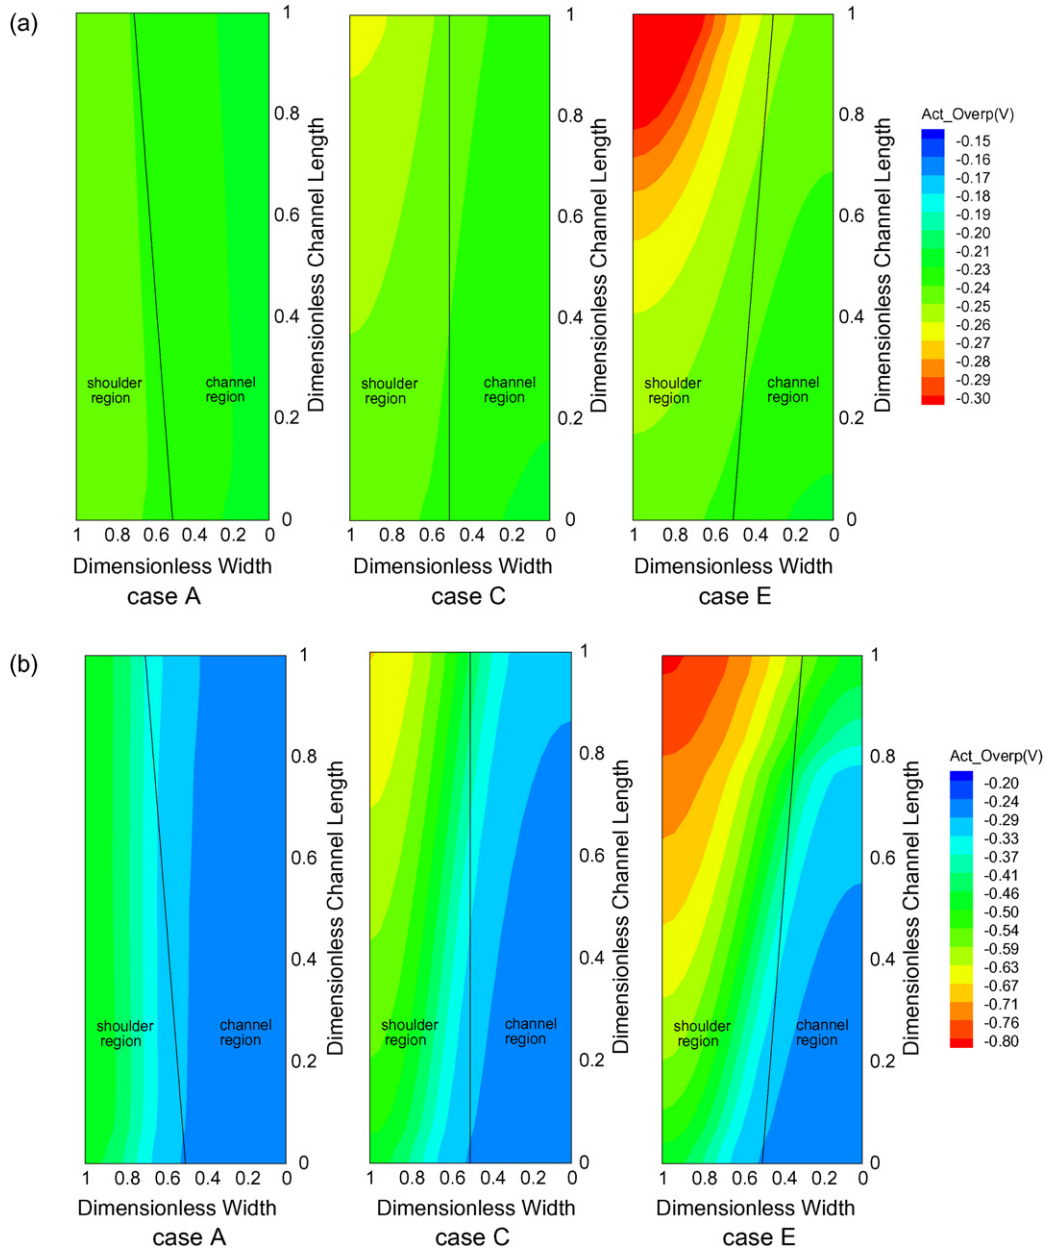 (a)
1
0.8
0.6
0.4
0.2
0
Dimensionless Channel Length
shoulder
region
channel
region
1 0.8 0.6 0.4 0.2 0
Dimensionless Width
case A
1
0.8
0.6
0.4
0.2
0
Dimensionless Channel Length
shoulder
region
channel
region
1 0.8 0.6 0.4 0.2 0
Dimensionless Width
case C
1
0.8
0.6
0.4
0.2
0
Dimensionless Channel Length
shoulder
region
channel
region
1 0.8 0.6 0.4 0.2 0
Dimensionless Width
case E
Act_Overp(V)
-0.15
-0.16
-0.17
-0.18
-0.19
-0.20
-0.21
-0.23
-0.24
-0.25
-0.26
-0.27
-0.28
-0.29
-0.30
(b)
1
0.8
0.6
0.4
0.2
0
Dimensionless Channel Length
shoulder
region
channel
region
1 0.8 0.6 0.4 0.2 0
Dimensionless Width
case A
1
0.8
0.6
0.4
0.2
0
Dimensionless Channel Length
shoulder
region
channel
region
1 0.8 0.6 0.4 0.2 0
Dimensionless Width
case C
1
0.8
0.6
0.4
0.2
0
Dimensionless Channel Length
shoulder
region
channel
region
1 0.8 0.6 0.4 0.2 0
Dimensionless Width
case E
Act_Overp(V)
-0.20
-0.24
-0.29
-0.33
-0.37
-0.41
-0.46
-0.50
-0.54
-0.59
-0.63
-0.67
-0.71
-0.76
-0.80